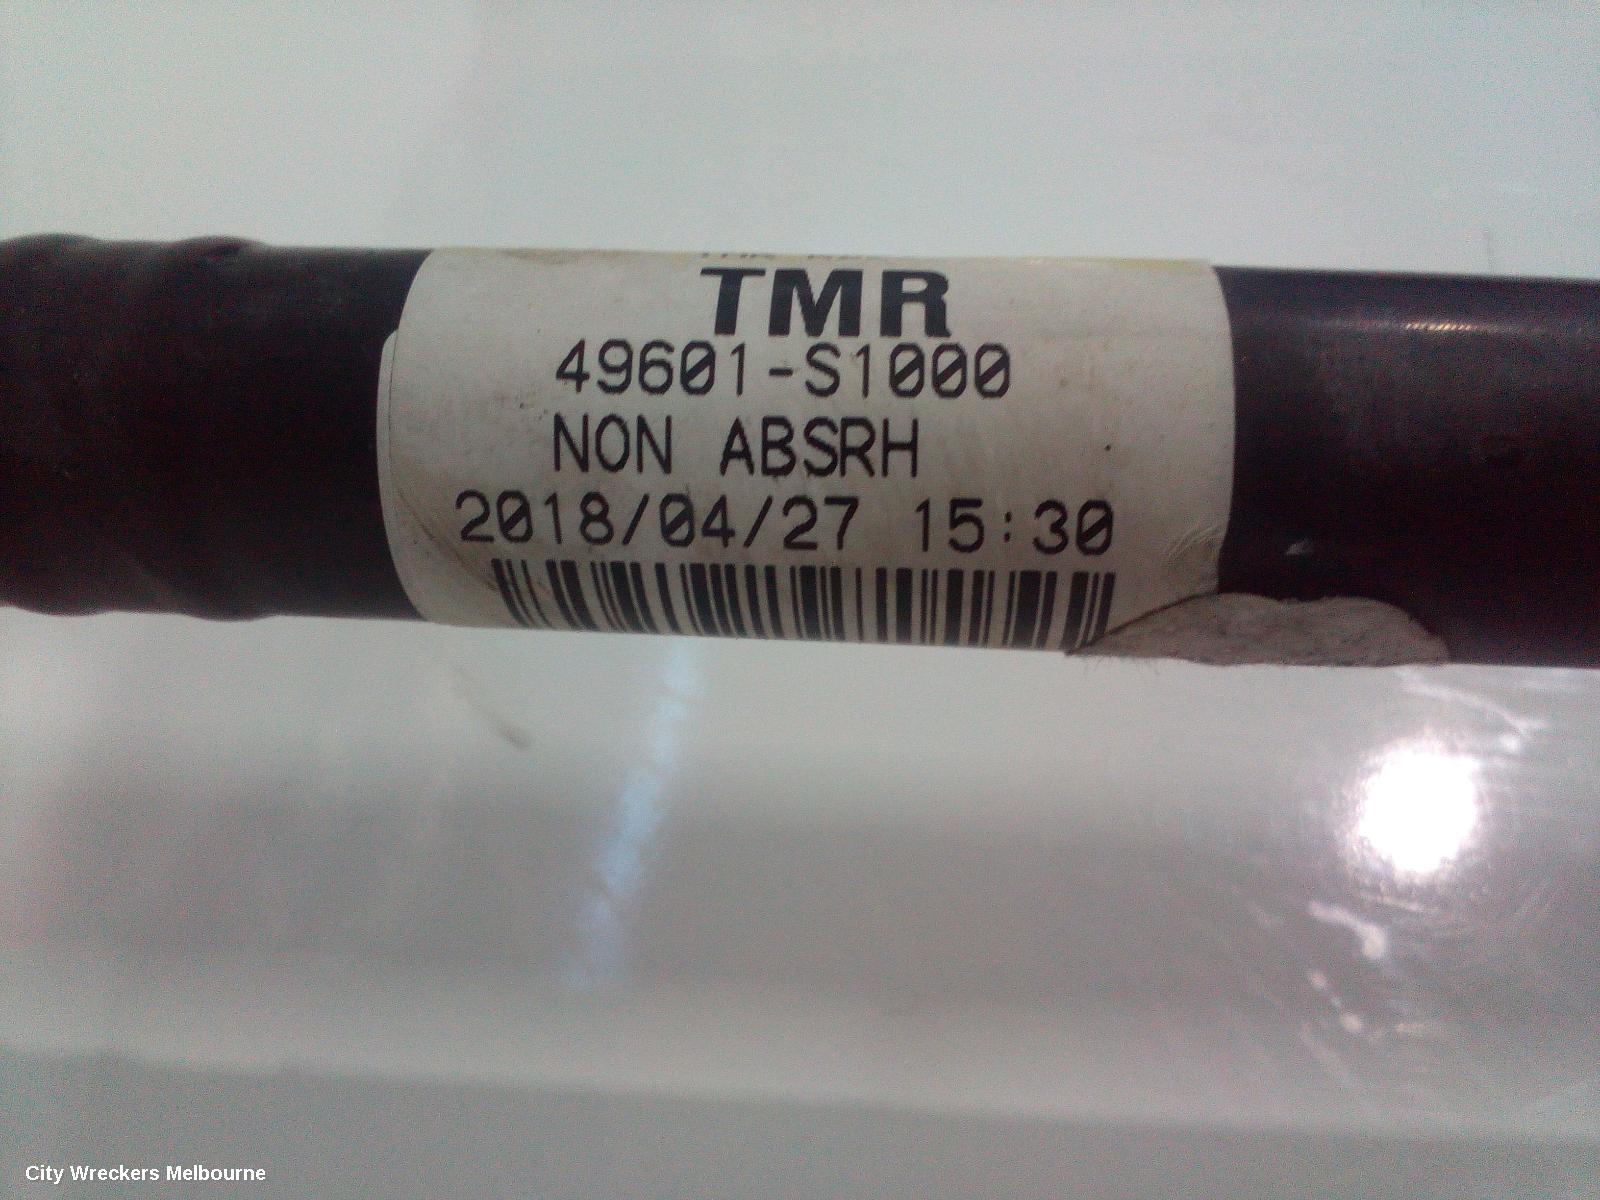 TMR
49601-S1000
NON ABSRH
2018/04/27 15:30
City Wreckers Melbourne